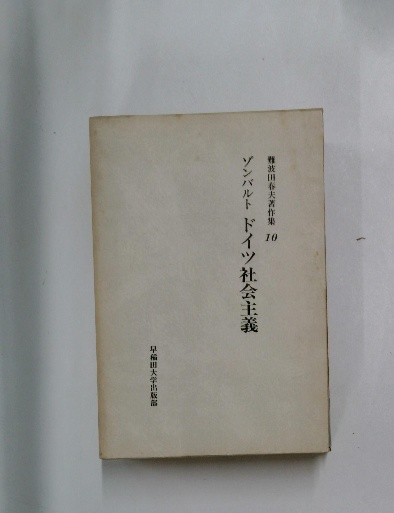 難波田春夫著作集 10
ゾンバルト ドイツ社会主義
早稲田大学出版部